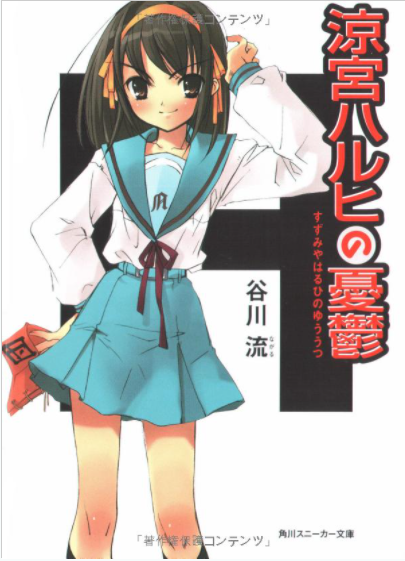 「著作権保護コンテンツ」
涼宮ハルヒの憂鬱
すずみやはるひのゆううつ
谷川流
ながる
角川スニーカー文庫
「著作権保護コンテンツ」